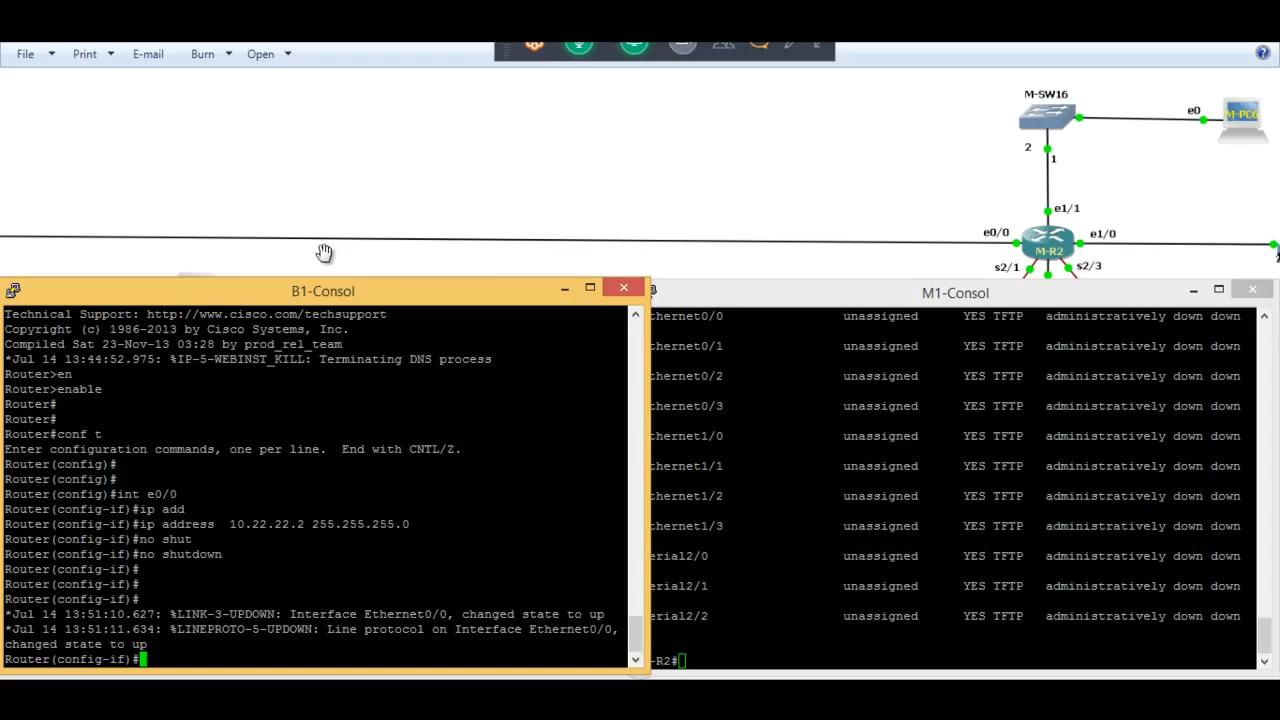 File Print E-mail Burn Open
M-SW16
e0
M-PC6
2
1
e1/1
e0/0
e1/0
M-R2
s2/1
s2/3
B1-Consol
Technical Support: http://www.cisco.com/techsupport
Copyright (c) 1986-2013 by Cisco Systems, Inc.
Compiled Sat 23-Nov-13 03:28 by prod_rel_team
*Jul 14 13:44:52.975: %IP-5-WEBINST_KILL: Terminating DNS process
Router>en
Router>enable
Router#
Router#
Router#conf t
Enter configuration commands, one per line.  End with CNTL/Z.
Router(config)#
Router(config)#
Router(config)#int e0/0
Router(config-if)#ip add
Router(config-if)#ip address  10.22.22.2 255.255.255.0
Router(config-if)#no shut
Router(config-if)#no shutdown
Router(config-if)#
Router(config-if)#
Router(config-if)#
*Jul 14 13:51:10.627: %LINK-3-UPDOWN: Interface Ethernet0/0, changed state to up
*Jul 14 13:51:11.634: %LINEPROTO-5-UPDOWN: Line protocol on Interface Ethernet0/0,
changed state to up
Router(config-if)#
M1-Consol
thernet0/0 unassigned YES TFTP administratively down down
thernet0/1 unassigned YES TFTP administratively down down
thernet0/2 unassigned YES TFTP administratively down down
thernet0/3 unassigned YES TFTP administratively down down
thernet1/0 unassigned YES TFTP administratively down down
thernet1/1 unassigned YES TFTP administratively down down
thernet1/2 unassigned YES TFTP administratively down down
thernet1/3 unassigned YES TFTP administratively down down
erial2/0 unassigned YES TFTP administratively down down
erial2/1 unassigned YES TFTP administratively down down
erial2/2 unassigned YES TFTP administratively down down
-R2#